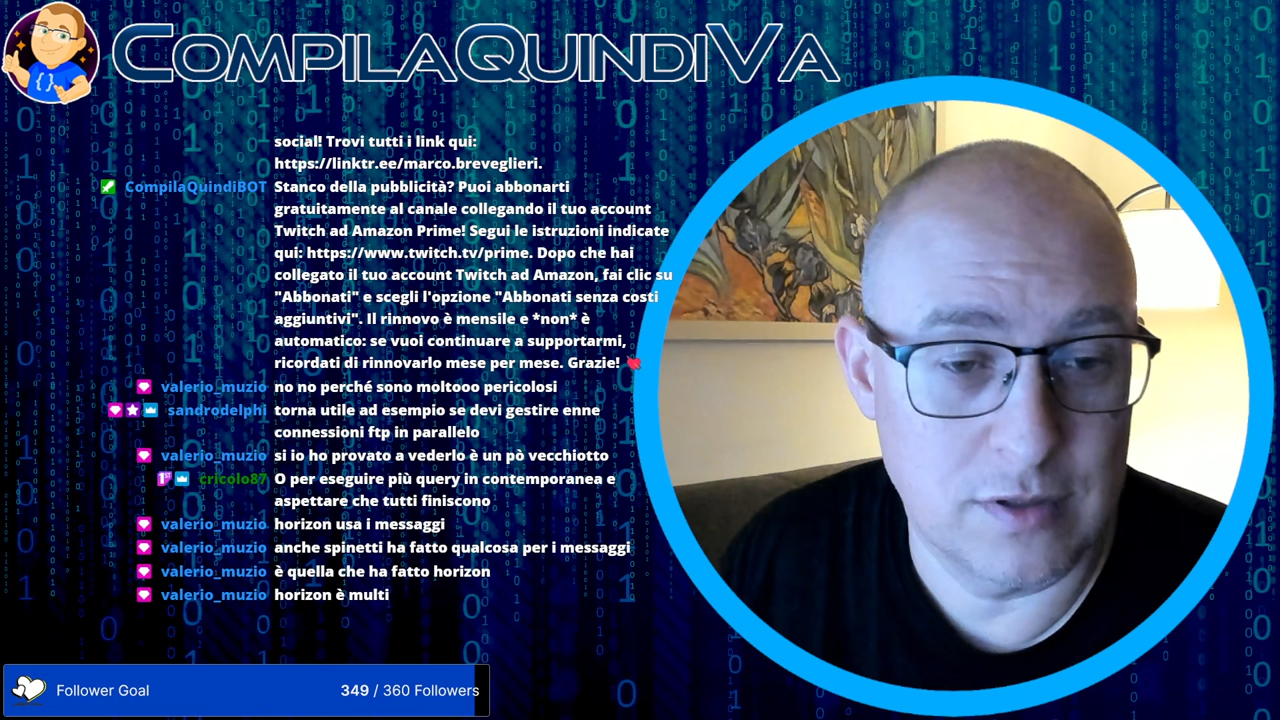 COMPILAQUINDIVA
social! Trovi tutti i link qui:
https://linktr.ee/marco.breveglieri.
CompilaQuindiBOT Stanco della pubblicità? Puoi abbonarti
gratuitamente al canale collegando il tuo account
Twitch ad Amazon Prime! Segui le istruzioni indicate
qui: https://www.twitch.tv/prime. Dopo che hai
collegato il tuo account Twitch ad Amazon, fai clic su
"Abbonati" e scegli l'opzione "Abbonati senza costi
aggiuntivi". Il rinnovo è mensile e *non* è
automatico: se vuoi continuare a supportarmi,
ricordati di rinnovarlo mese per mese. Grazie!
valerio_muzio no no perché sono moltooo pericolosi
sandrodelphi torna utile ad esempio se devi gestire enne
connessioni ftp in parallelo
valerio_muzio si io ho provato a vederlo è un pò vecchiotto
cricolo87 O per eseguire più query in contemporanea e
aspettare che tutti finiscono
valerio_muzio horizon usa i messaggi
valerio_muzio anche spinetti ha fatto qualcosa per i messaggi
valerio_muzio è quella che ha fatto horizon
valerio_muzio horizon è multi
Follower Goal 349 / 360 Followers